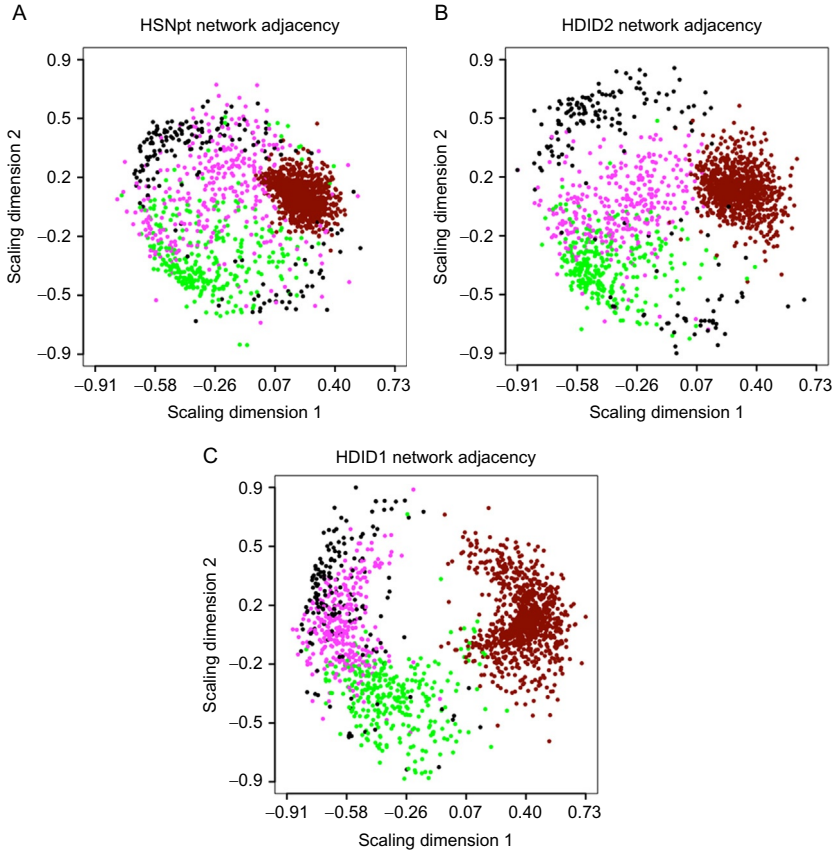 A
HSNpt network adjacency
0.9
0.5
0.2
−0.2
−0.5
−0.9
Scaling dimension 2
−0.91 −0.58 −0.26 0.07 0.40 0.73
Scaling dimension 1
B
HDID2 network adjacency
0.9
0.5
0.2
−0.2
−0.5
−0.9
Scaling dimension 2
−0.91 −0.58 −0.26 0.07 0.40 0.73
Scaling dimension 1
C
HDID1 network adjacency
0.9
0.5
0.2
−0.2
−0.5
−0.9
Scaling dimension 2
−0.91 −0.58 −0.26 0.07 0.40 0.73
Scaling dimension 1